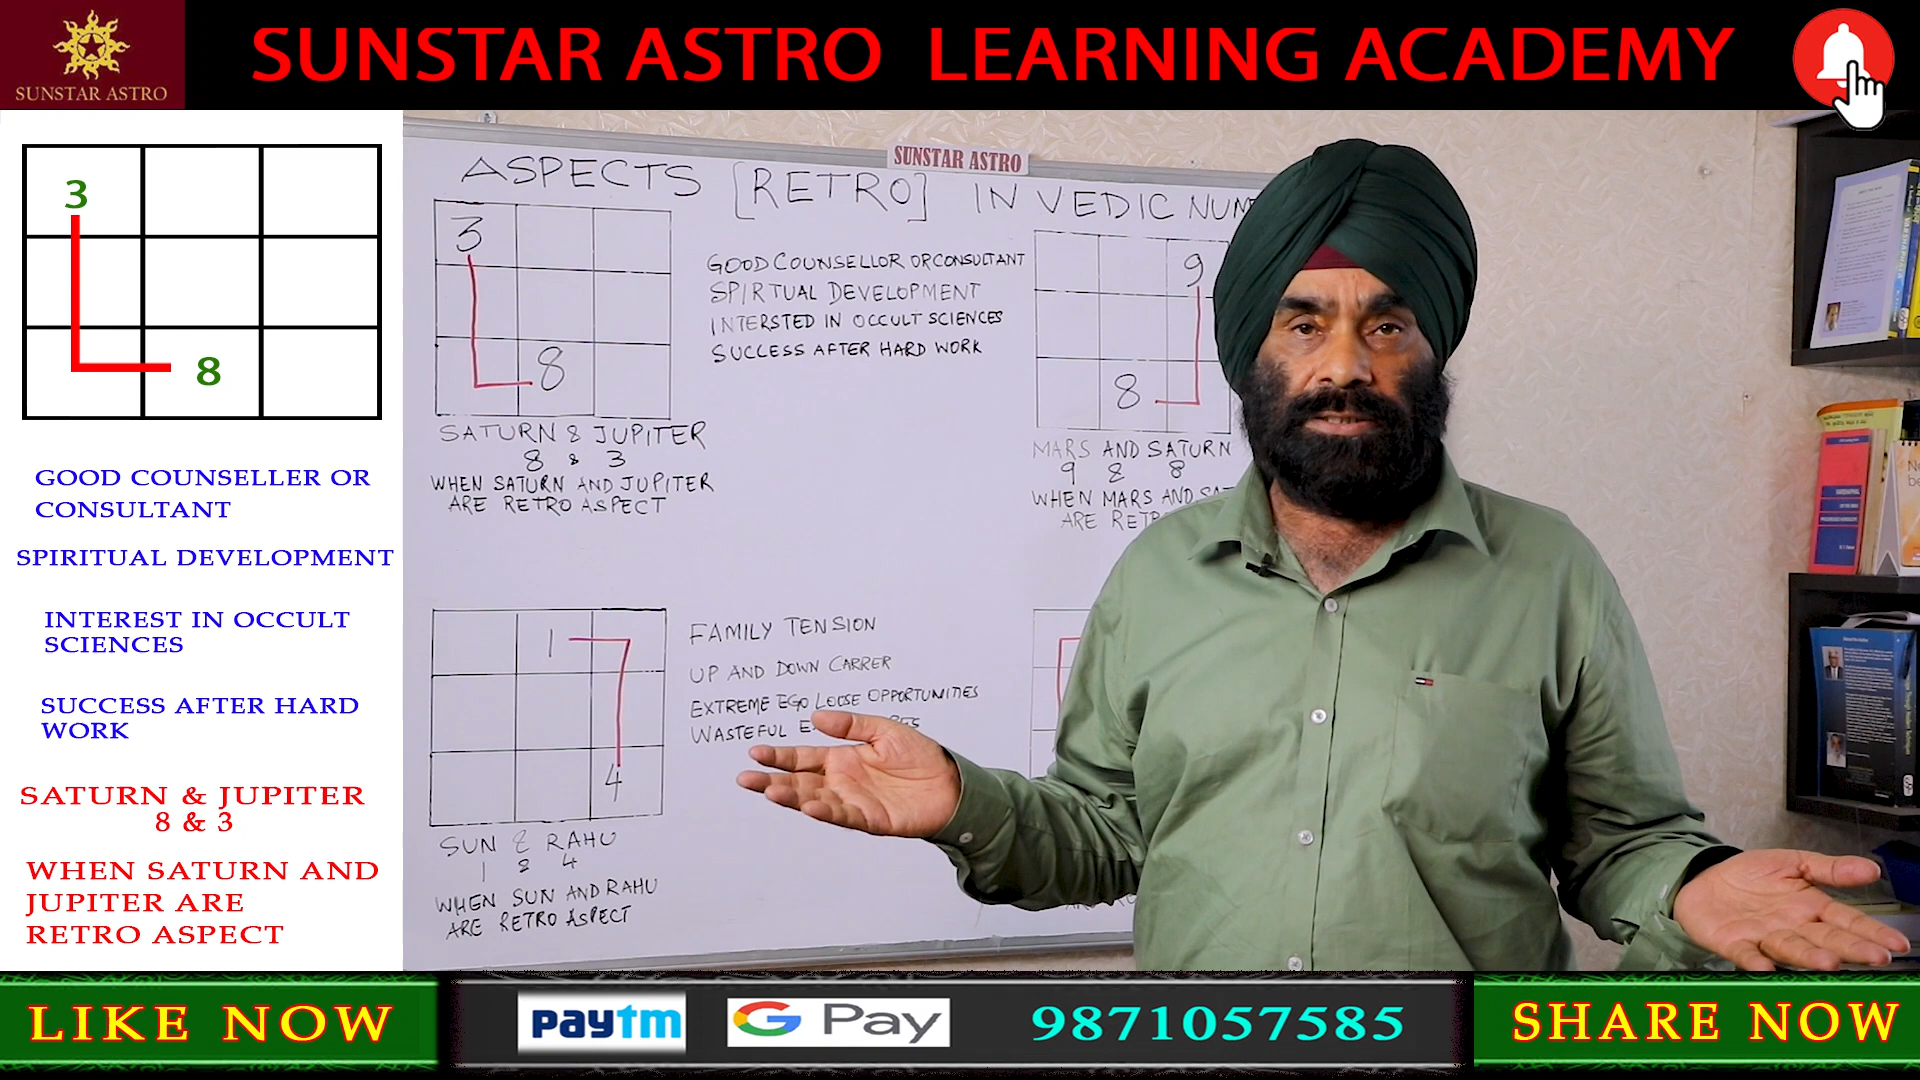 SUNSTAR ASTRO
SUNSTAR ASTRO LEARNING ACADEMY
3
8
GOOD COUNSELLER OR
CONSULTANT
SPIRITUAL DEVELOPMENT
INTEREST IN OCCULT
SCIENCES
SUCCESS AFTER HARD
WORK
SATURN & JUPITER
8 & 3
WHEN SATURN AND
JUPITER ARE
RETRO ASPECT
SUNSTAR ASTRO
ASPECTS [RETRO] IN VEDIC NUM
3
8
GOOD COUNSELLOR OR CONSULTANT
SPIRTUAL DEVELOPMENT
INTERSTED IN OCCULT SCIENCES
SUCCESS AFTER HARD WORK
SATURN & JUPITER
8 & 3
WHEN SATURN AND JUPITER
ARE RETRO ASPECT
9
8
MARS AND SATURN
9 & 8
WHEN MARS AND SAT
ARE RETR
1
4
FAMILY TENSION
UP AND DOWN CARRER
EXTREME EGO LOOSE OPPORTUNITIES
WASTEFUL
SUN & RAHU
1 & 4
WHEN SUN AND RAHU
ARE RETRO ASPECT
LIKE NOW
paytm
G Pay
9871057585
SHARE NOW